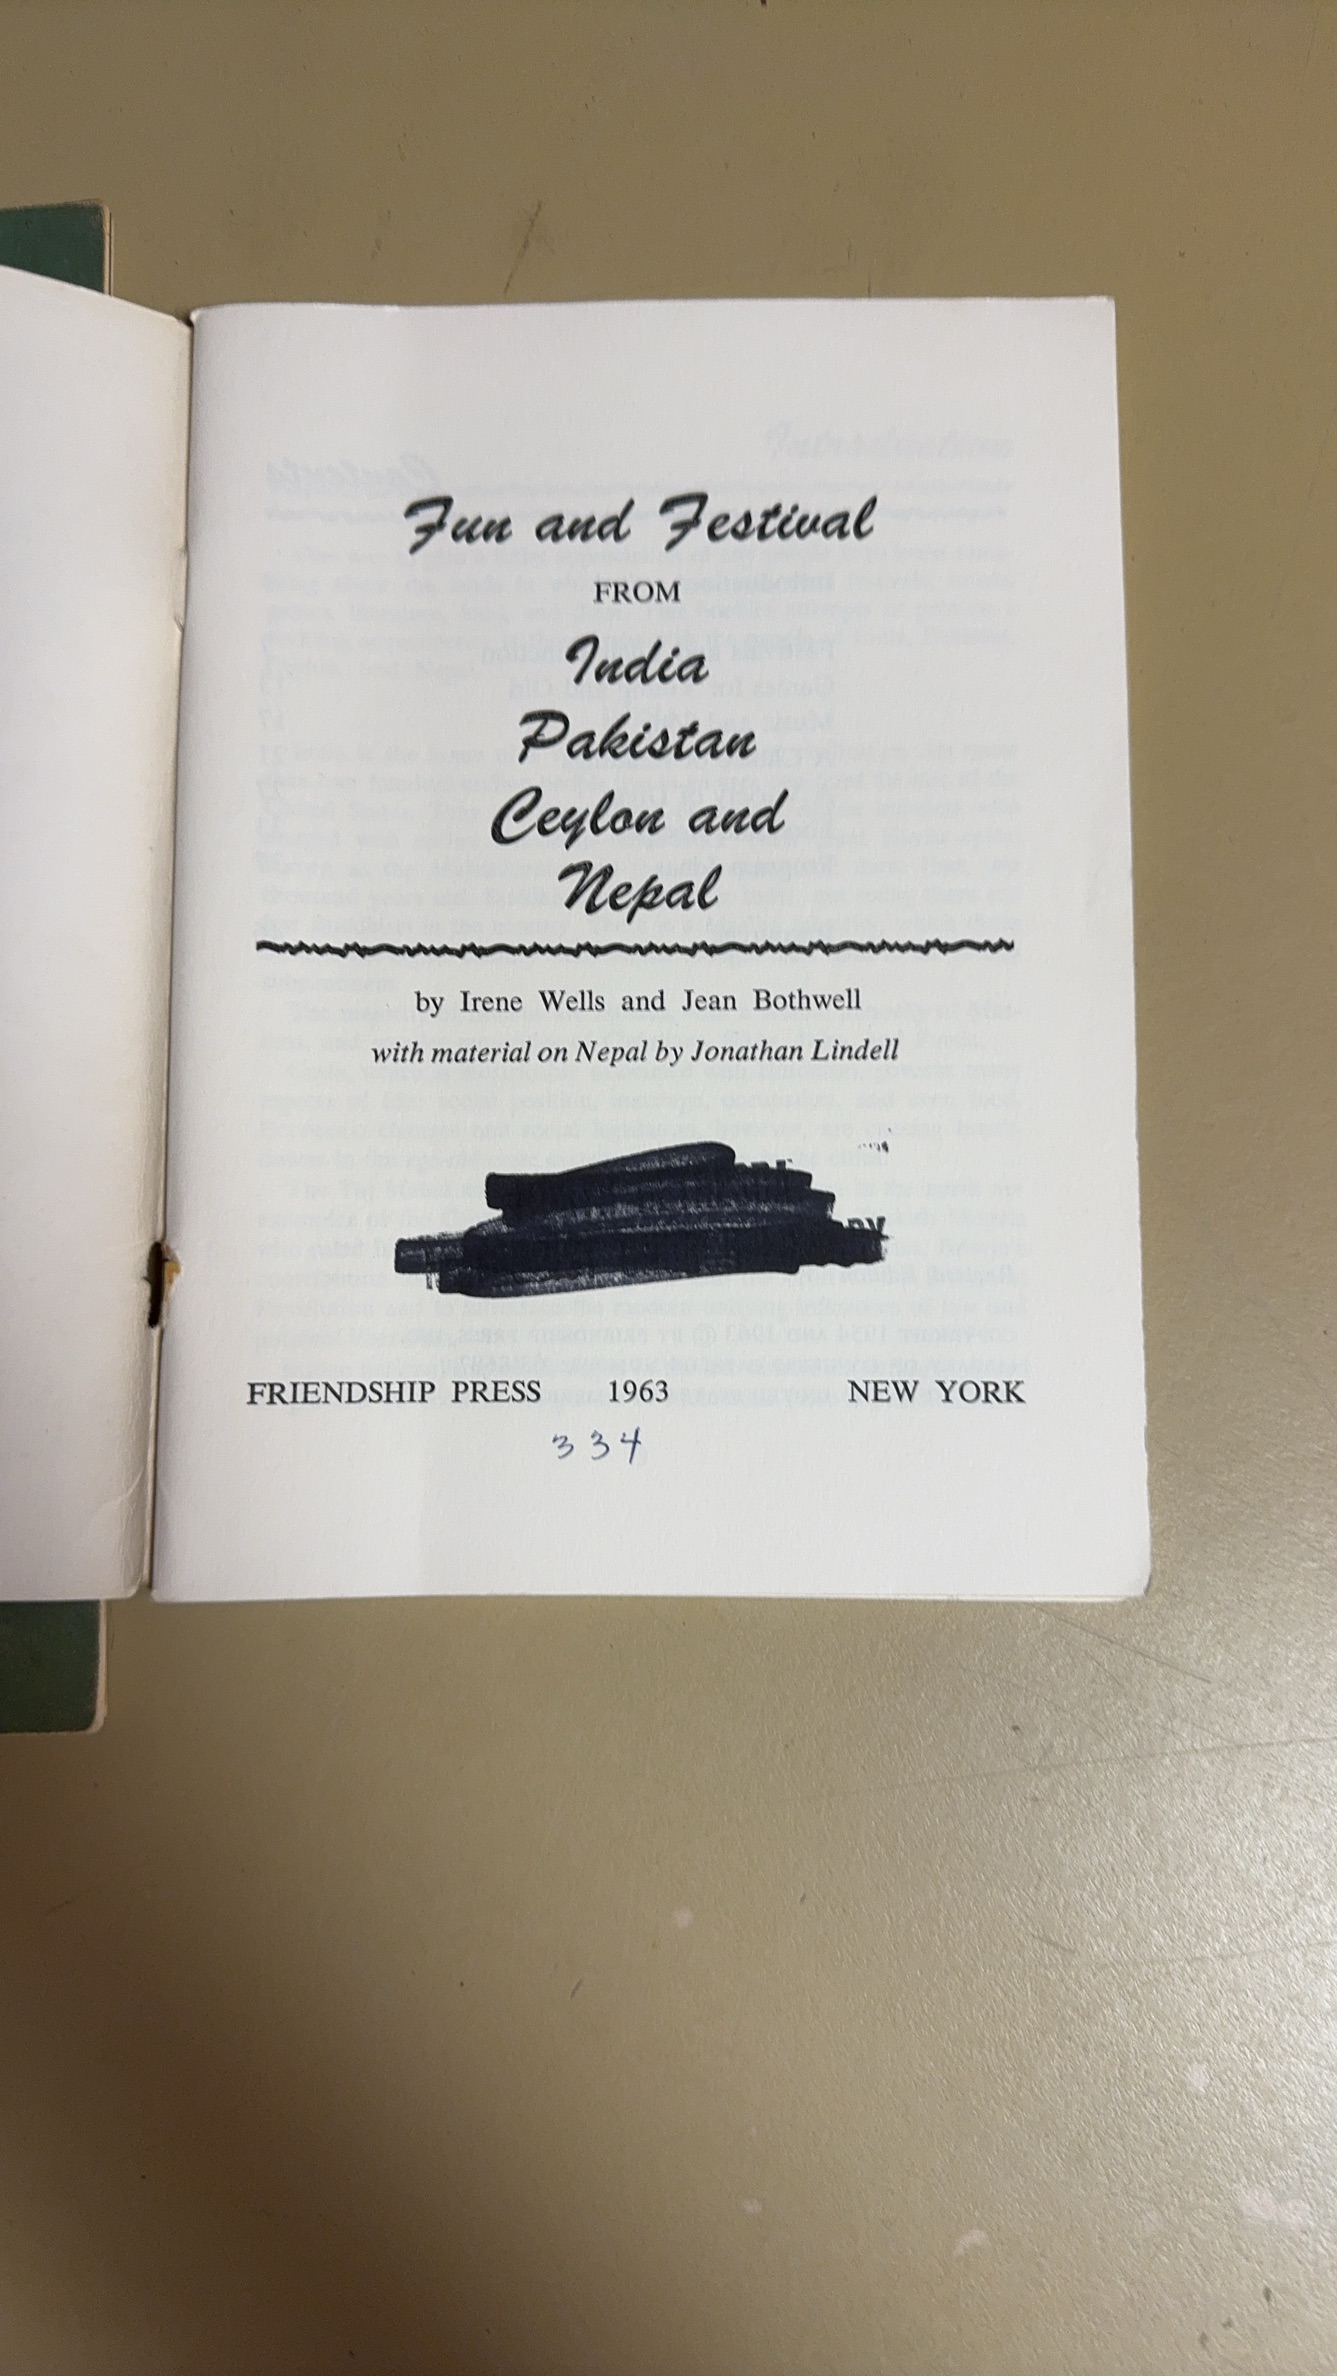 Fun and Festival
FROM
India
Pakistan
Ceylon and
Nepal
by Irene Wells and Jean Bothwell
with material on Nepal by Jonathan Lindell
FRIENDSHIP PRESS 1963 NEW YORK
334